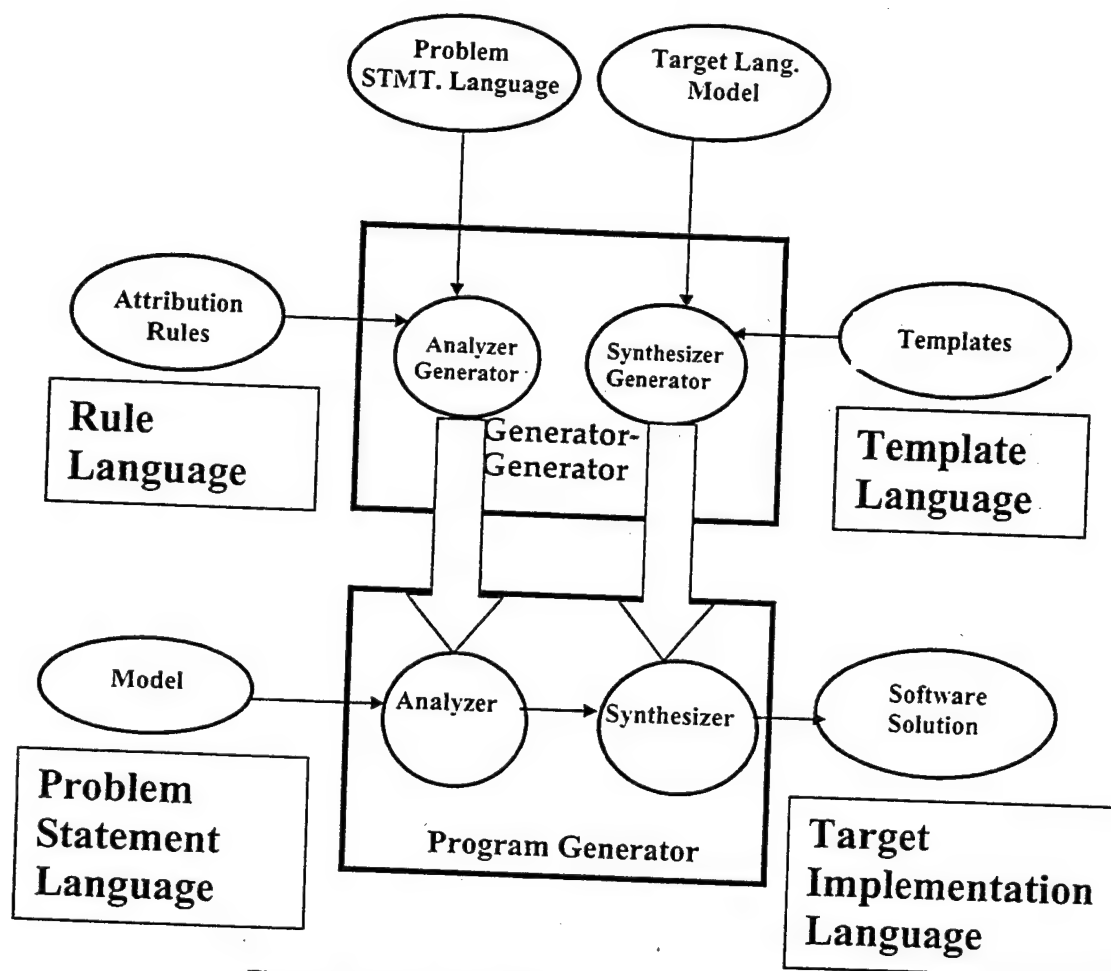 Problem
STMT. Language
Target Lang.
Model
Attribution
Rules
Analyzer
Generator
Synthesizer
Generator
Templates
Rule
Language
Generator-
Generator
Template
Language
Model
Analyzer
Synthesizer
Software
Solution
Problem
Statement
Language
Program Generator
Target
Implementation
Language